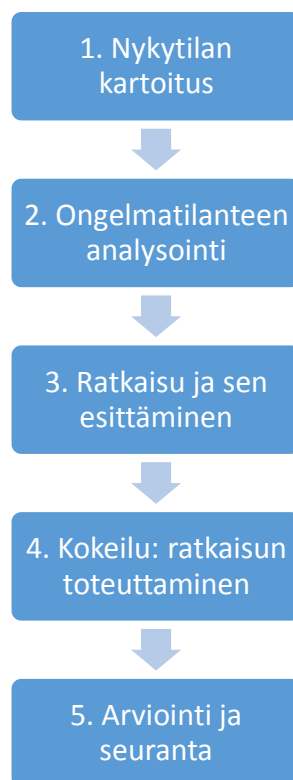 1. Nykytilan
kartoitus
2. Ongelmatilanteen
analysointi
3. Ratkaisu ja sen
esittäminen
4. Kokeilu: ratkaisun
toteuttaminen
5. Arviointi ja
seuranta